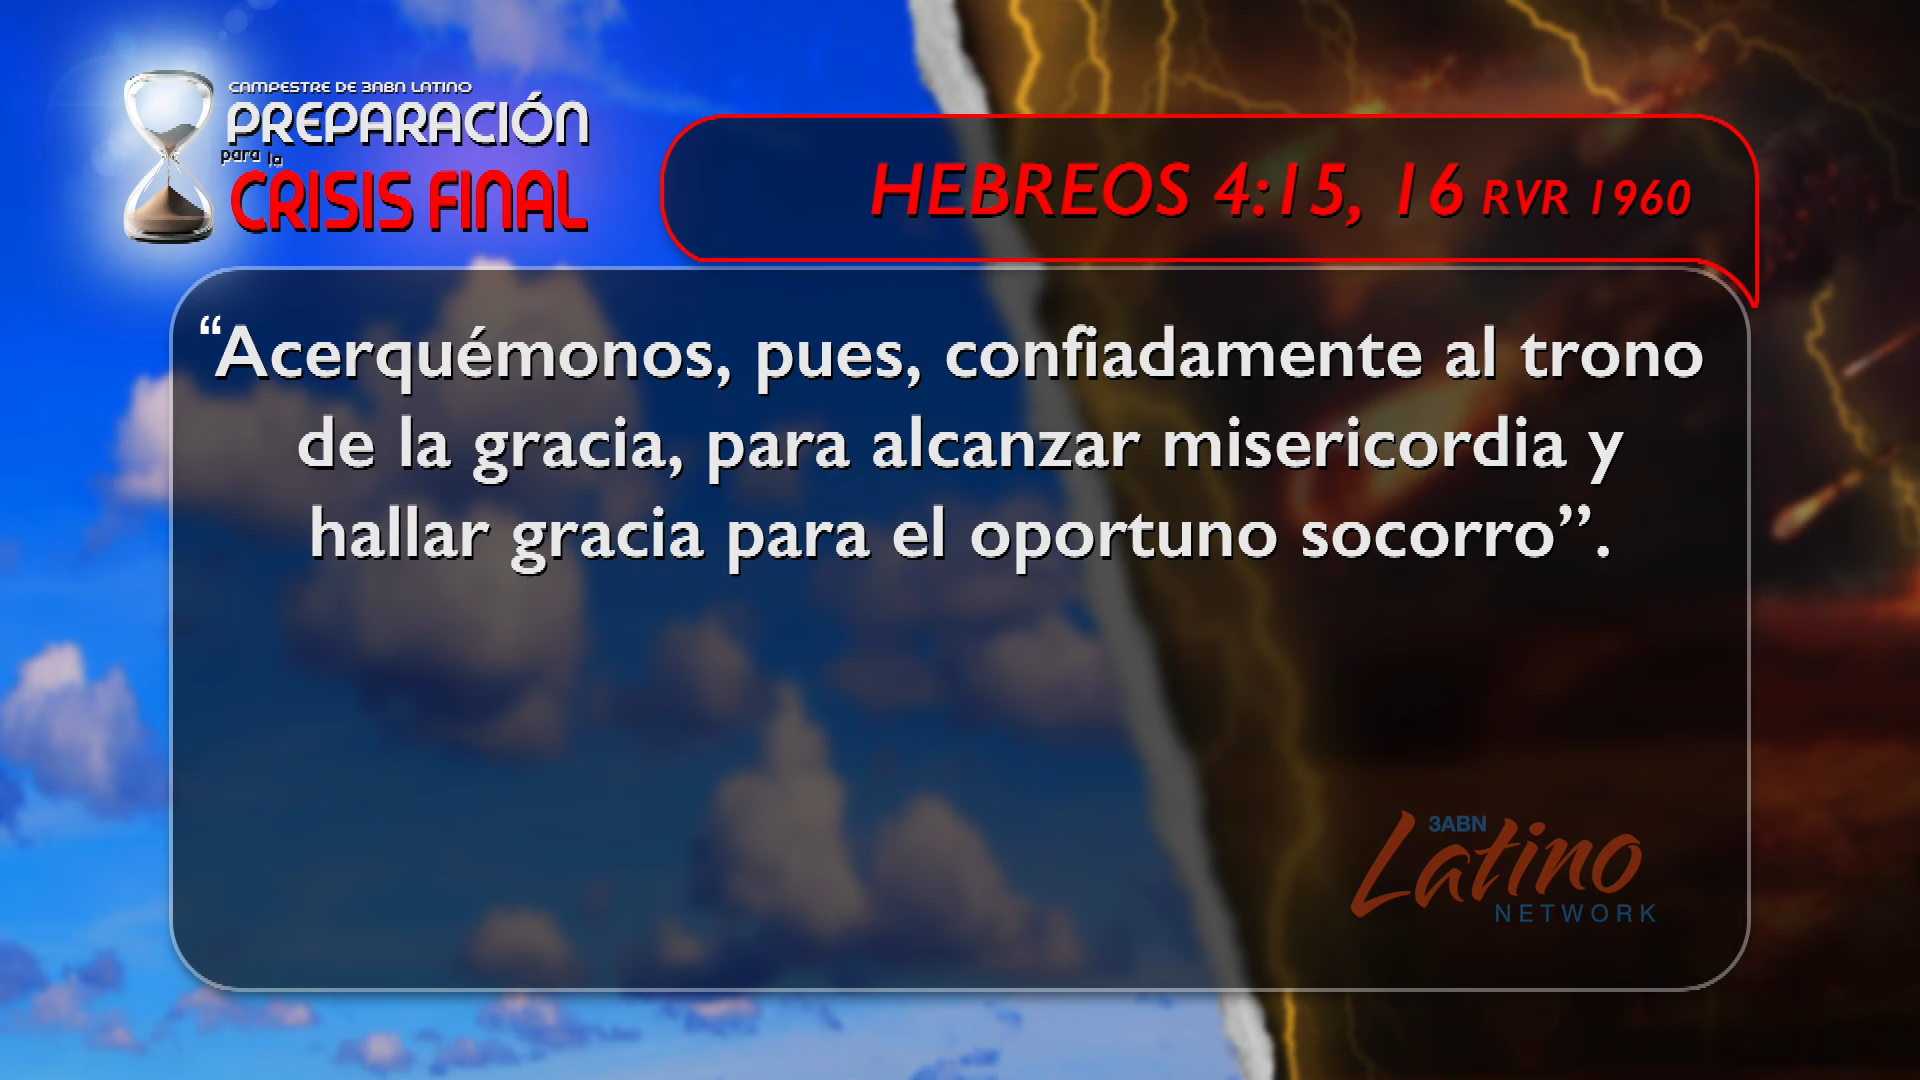 CAMPESTRE DE 3ABN LATINO
PREPARACIÓN
para la
CRISIS FINAL
HEBREOS 4:15, 16 RVR 1960
“Acerquémonos, pues, confiadamente al trono
de la gracia, para alcanzar misericordia y
hallar gracia para el oportuno socorro”.
3ABN
Latino
NETWORK